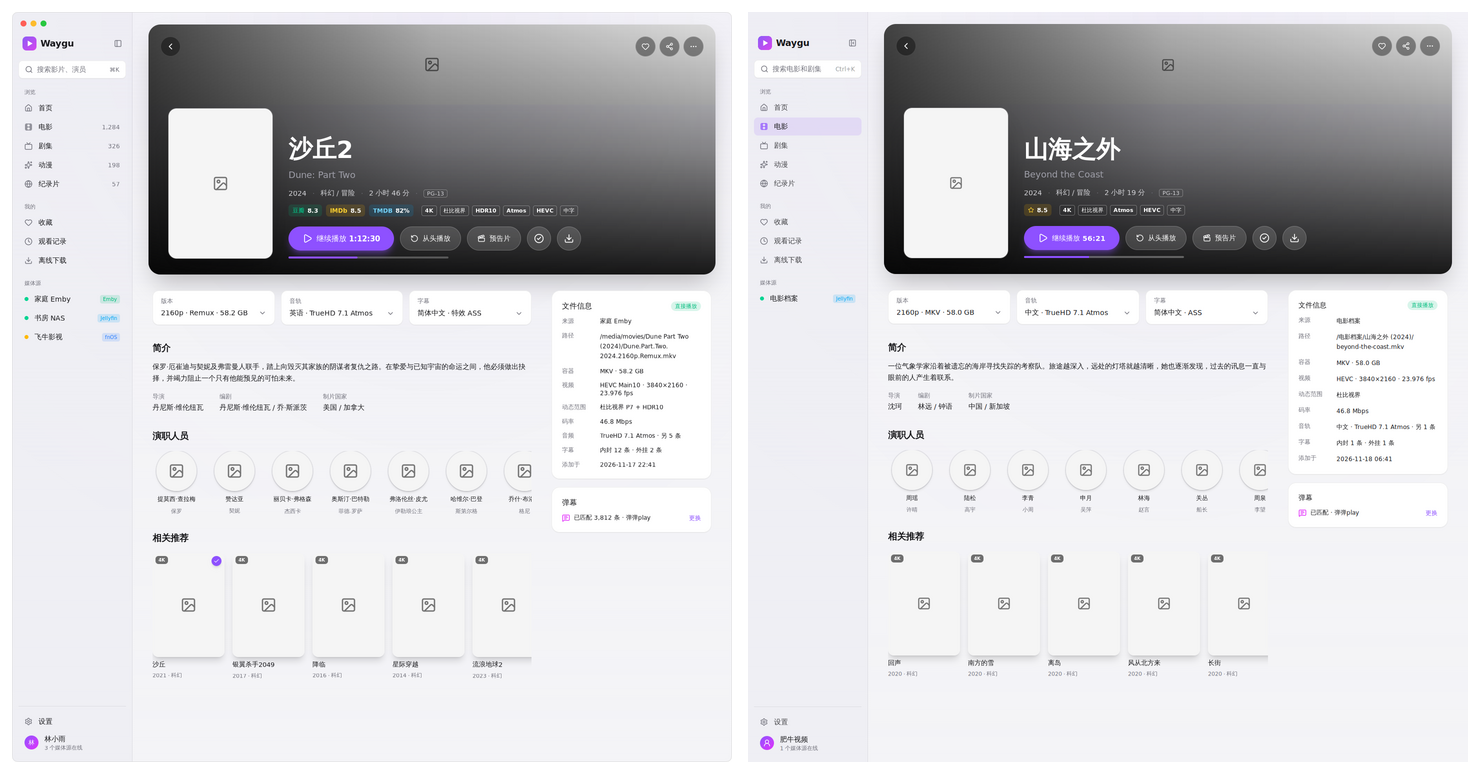 Waygu
搜索影片、演员 ⌘K
浏览
首页
电影 1,284
剧集 326
动漫 198
纪录片 57
我的
收藏
观看记录
离线下载
媒体源
家庭 Emby Emby
书房 NAS Jellyfin
飞牛影视 fnOS
设置
林 林小雨
3 个媒体源在线
沙丘2
Dune: Part Two
2024 · 科幻 / 冒险 · 2 小时 46 分 · PG-13
豆瓣 8.3 IMDb 8.5 TMDB 82% 4K 杜比视界 HDR10 Atmos HEVC 中字
继续播放 1:12:30 从头播放 预告片
版本
2160p · Remux · 58.2 GB
音轨
英语 · TrueHD 7.1 Atmos
字幕
简体中文 · 特效 ASS
简介
保罗·厄崔迪与契妮及弗雷曼人联手，踏上向毁灭其家族的阴谋者复仇之路。在挚爱与已知宇宙的命运之间，他必须做出抉
择，并竭力阻止一个只有他能预见的可怕未来。
导演
丹尼斯·维伦纽瓦
编剧
丹尼斯·维伦纽瓦 / 乔·斯派茨
制片国家
美国 / 加拿大
演职人员
提莫西·查拉梅
保罗
赞达亚
契妮
丽贝卡·弗格森
杰西卡
奥斯汀·巴特勒
菲德·罗萨
弗洛伦丝·皮尤
伊勒琅公主
哈维尔·巴登
斯第尔格
乔什·布洛
格尼
相关推荐
4K
沙丘
2021 · 科幻
4K
银翼杀手2049
2017 · 科幻
4K
降临
2016 · 科幻
4K
星际穿越
2014 · 科幻
4K
流浪地球2
2023 · 科幻
文件信息 直接播放
来源 家庭 Emby
路径 /media/movies/Dune Part Two
(2024)/Dune.Part.Two.
2024.2160p.Remux.mkv
容器 MKV · 58.2 GB
视频 HEVC Main10 · 3840×2160 ·
23.976 fps
动态范围 杜比视界 P7 + HDR10
码率 46.8 Mbps
音频 TrueHD 7.1 Atmos · 另 5 条
字幕 内封 12 条 · 外挂 2 条
添加于 2026-11-17 22:41
弹幕
已匹配 3,812 条 · 弹弹play 更换
Waygu
搜索电影和剧集 Ctrl+K
浏览
首页
电影
剧集
动漫
纪录片
我的
收藏
观看记录
离线下载
媒体源
电影档案 Jellyfin
设置
肥牛视频
1 个媒体源在线
山海之外
Beyond the Coast
2024 · 科幻 / 冒险 · 2 小时 19 分 · PG-13
8.5 4K 杜比视界 Atmos HEVC 中字
继续播放 56:21 从头播放 预告片
版本
2160p · MKV · 58.0 GB
音轨
中文 · TrueHD 7.1 Atmos
字幕
简体中文 · ASS
简介
一位气象学家沿着被遗忘的海岸寻找失踪的考察队。旅途越深入，远处的灯塔就越清晰，她也逐渐发现，过去的讯息一直与
眼前的人产生着联系。
导演
沈珂
编剧
林远 / 钟语
制片国家
中国 / 新加坡
演职人员
周瑶
许晴
陆松
高宇
李青
小周
申月
吴萍
林海
赵言
关丛
船长
周泉
李望
相关推荐
4K
回声
2020 · 科幻
4K
南方的雪
2020 · 科幻
4K
离岛
2020 · 科幻
4K
风从北方来
2020 · 科幻
4K
长街
2020 · 科幻
文件信息 直接播放
来源 电影档案
路径 /电影档案/山海之外 (2024)/
beyond-the-coast.mkv
容器 MKV · 58.0 GB
视频 HEVC · 3840×2160 · 23.976 fps
动态范围 杜比视界
码率 46.8 Mbps
音轨 中文 · TrueHD 7.1 Atmos · 另 1 条
字幕 内封 1 条 · 外挂 1 条
添加于 2026-11-18 06:41
弹幕
已匹配 · 弹弹play 更换